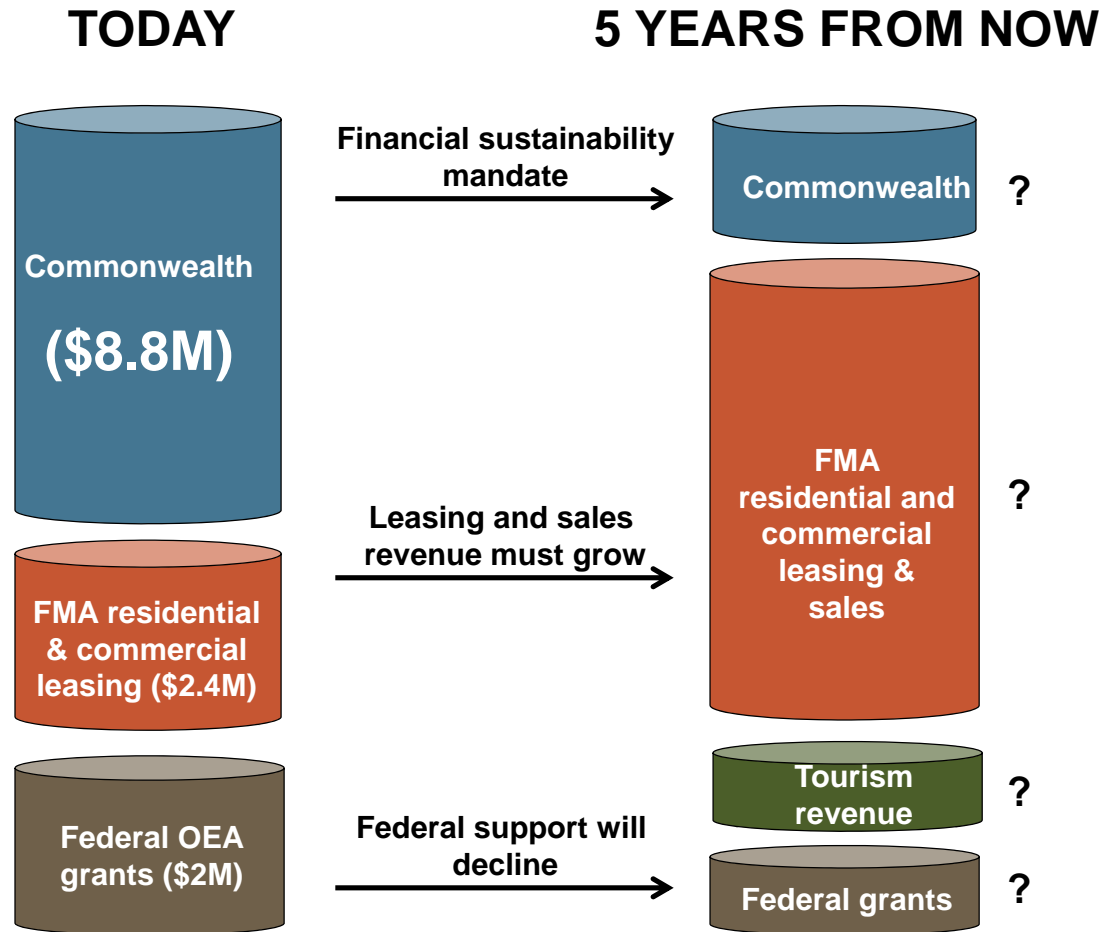 TODAY
5 YEARS FROM NOW
Commonwealth
($8.8M)
Financial sustainability
mandate
Commonwealth
?
FMA residential
& commercial
leasing ($2.4M)
Leasing and sales
revenue must grow
FMA
residential and
commercial
leasing &
sales
?
Tourism
revenue
?
Federal OEA
grants ($2M)
Federal support will
decline
Federal grants
?